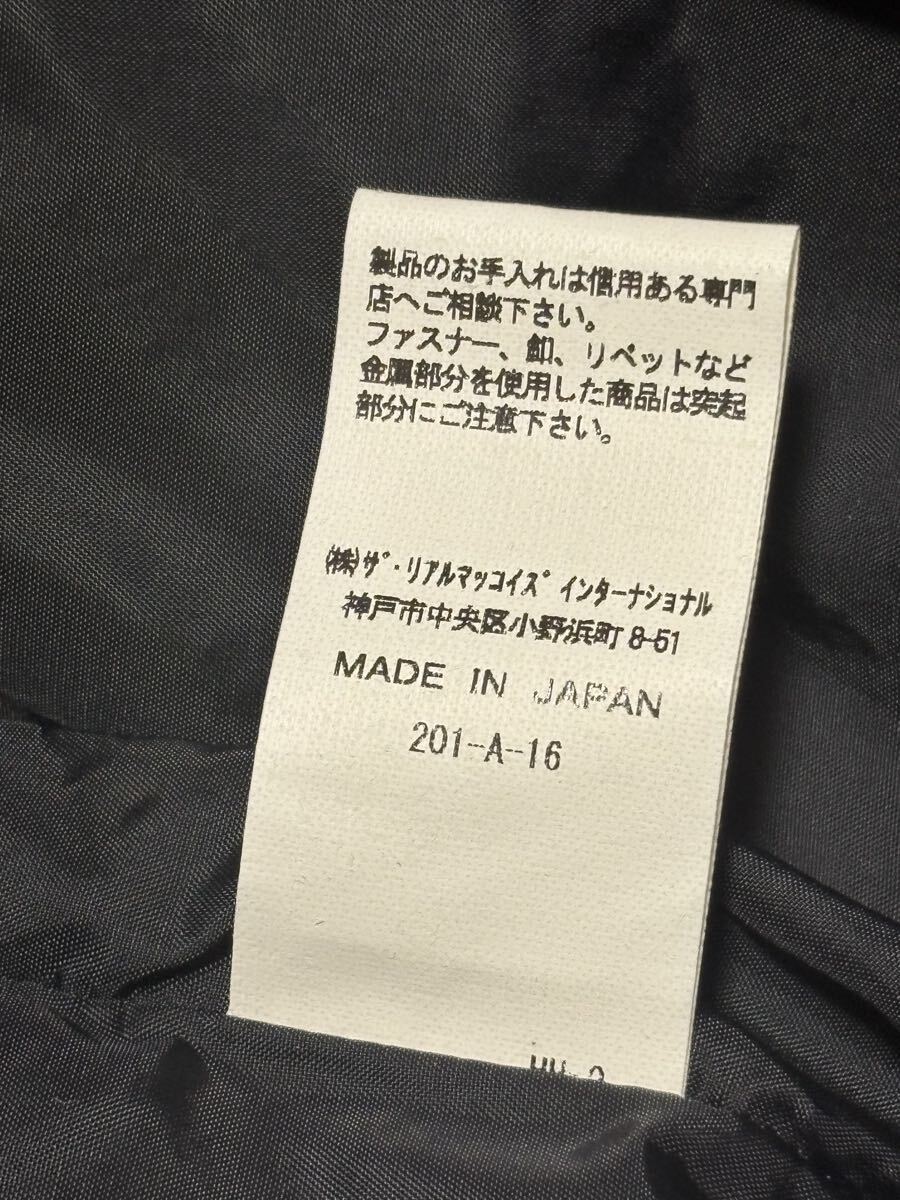 製品のお手入れは信用ある専門
店へご相談下さい。
ファスナー、卸、リペットなど
金属部分を使用した商品は突起
部分にご注意下さい。
㈱ザ・リアルマッコイズ インターナショナル
神戸市中央区小野浜町 8-51
MADE IN JAPAN
201-A-16